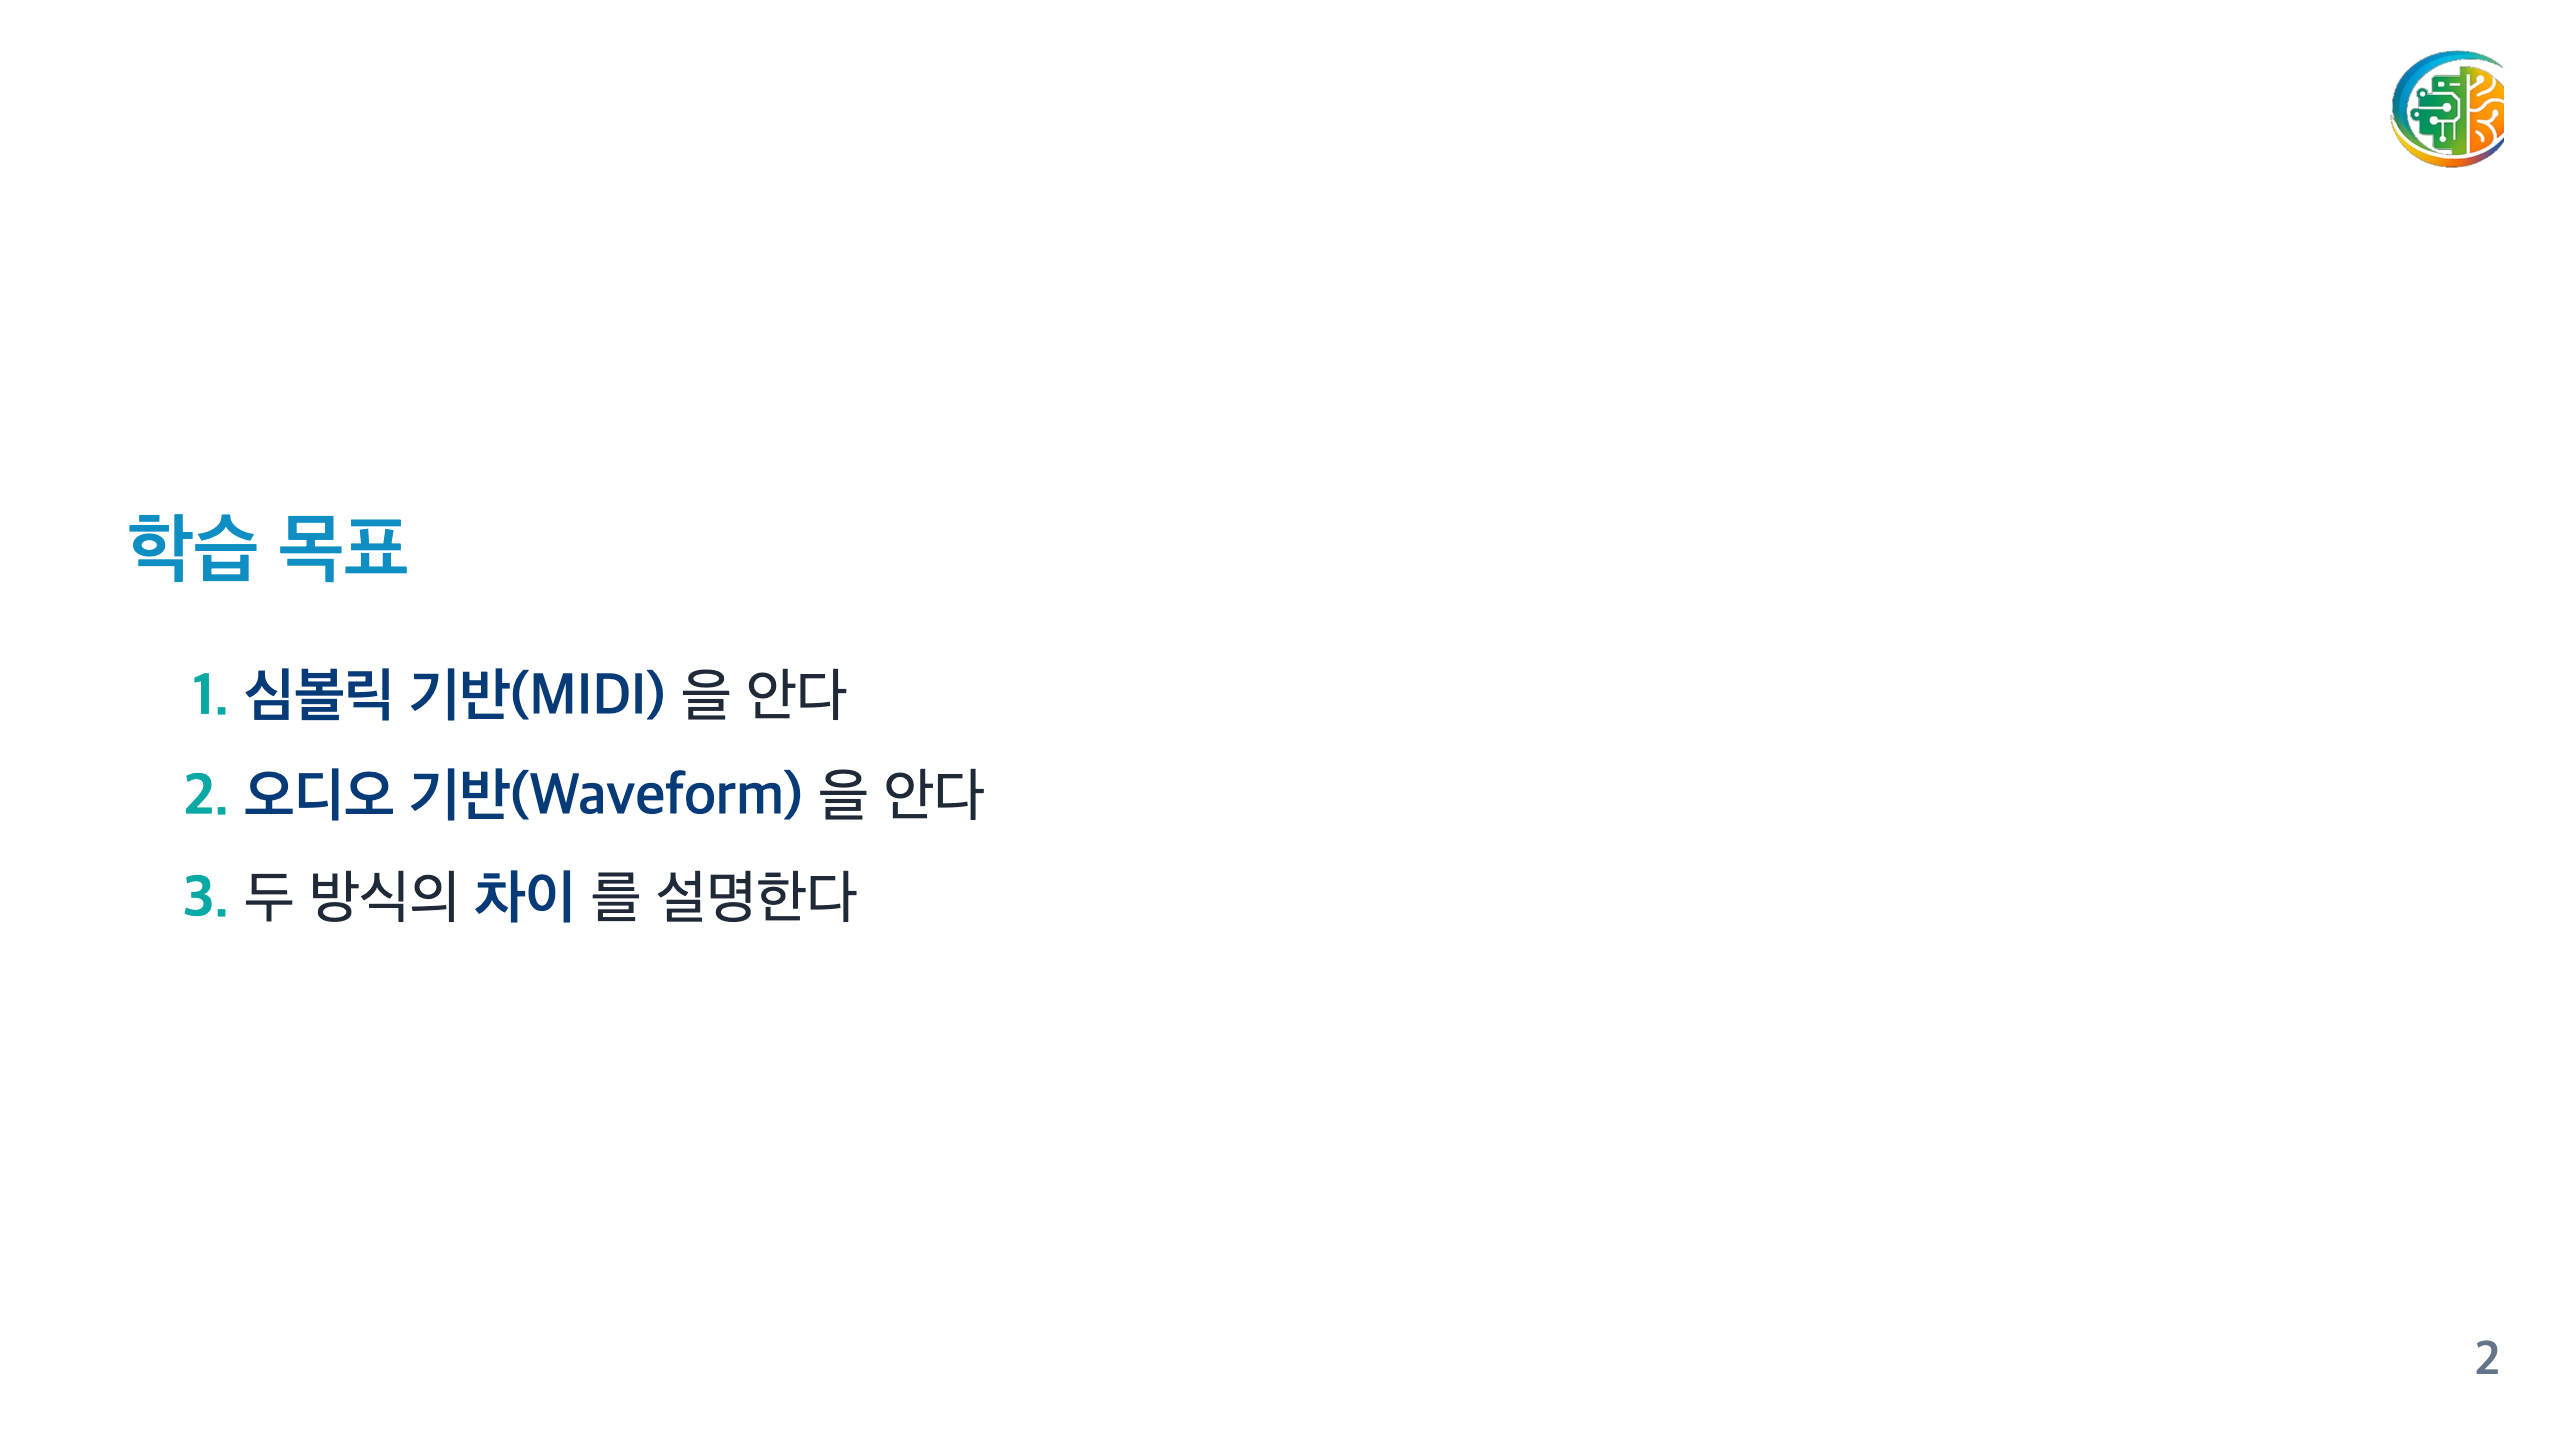 학습 목표
1. 심볼릭 기반(MIDI) 을 안다
2. 오디오 기반(Waveform) 을 안다
3. 두 방식의 차이 를 설명한다
2